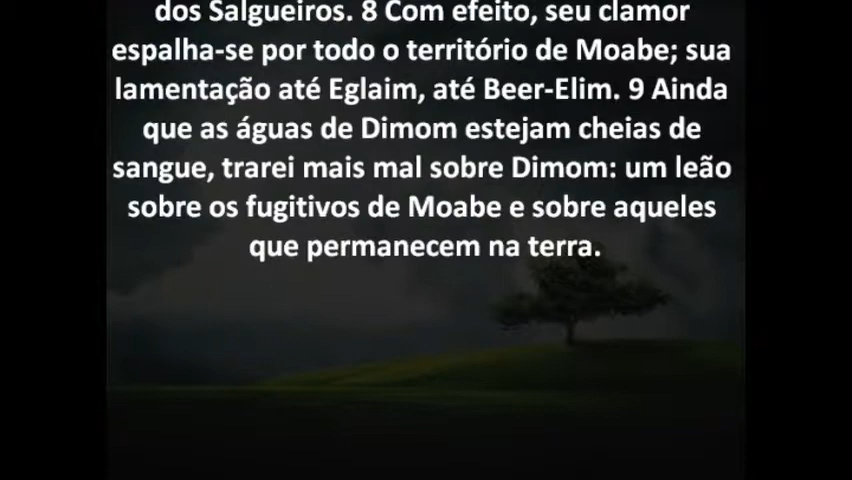 dos Salgueiros. 8 Com efeito, seu clamor
espalha-se por todo o território de Moabe; sua
lamentação até Eglaim, até Beer-Elim. 9 Ainda
que as águas de Dimom estejam cheias de
sangue, trarei mais mal sobre Dimom: um leão
sobre os fugitivos de Moabe e sobre aqueles
que permanecem na terra.